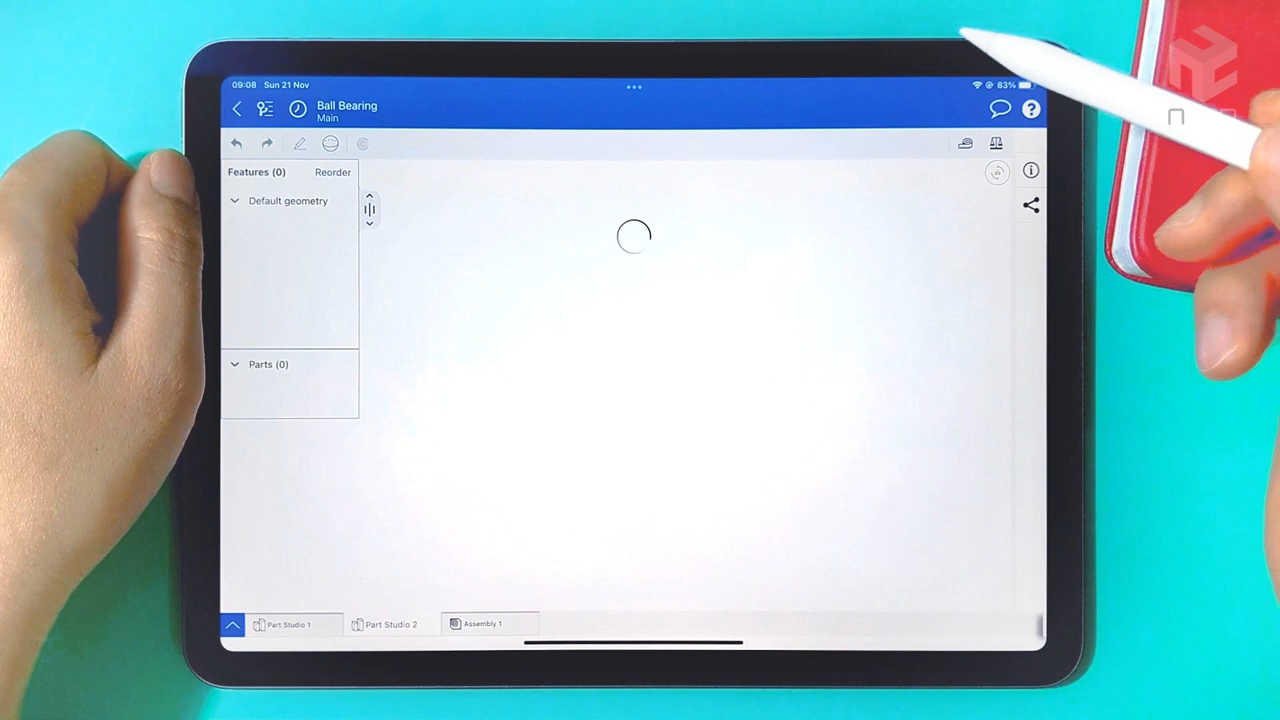 09:08 Sun 21 Nov
83%
Ball Bearing
Main
Features (0) Reorder
Default geometry
Parts (0)
Part Studio 1
Part Studio 2
Assembly 1